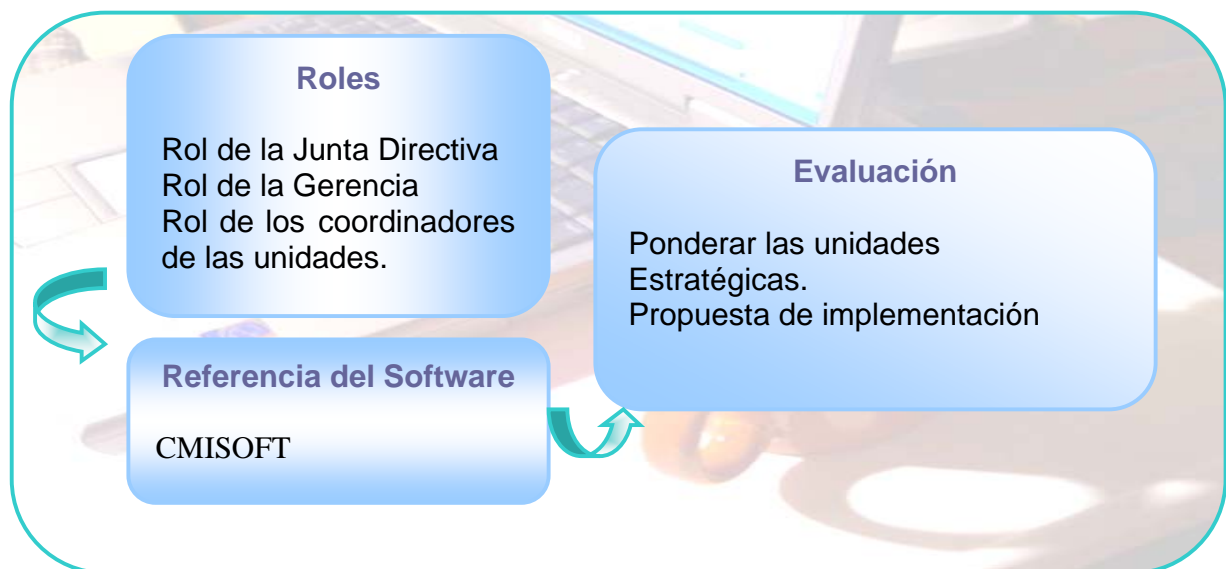 Roles
Rol de la Junta Directiva
Rol de la Gerencia
Rol de los coordinadores
de las unidades.
Referencia del Software
CMISOFT
Evaluación
Ponderar las unidades
Estratégicas.
Propuesta de implementación